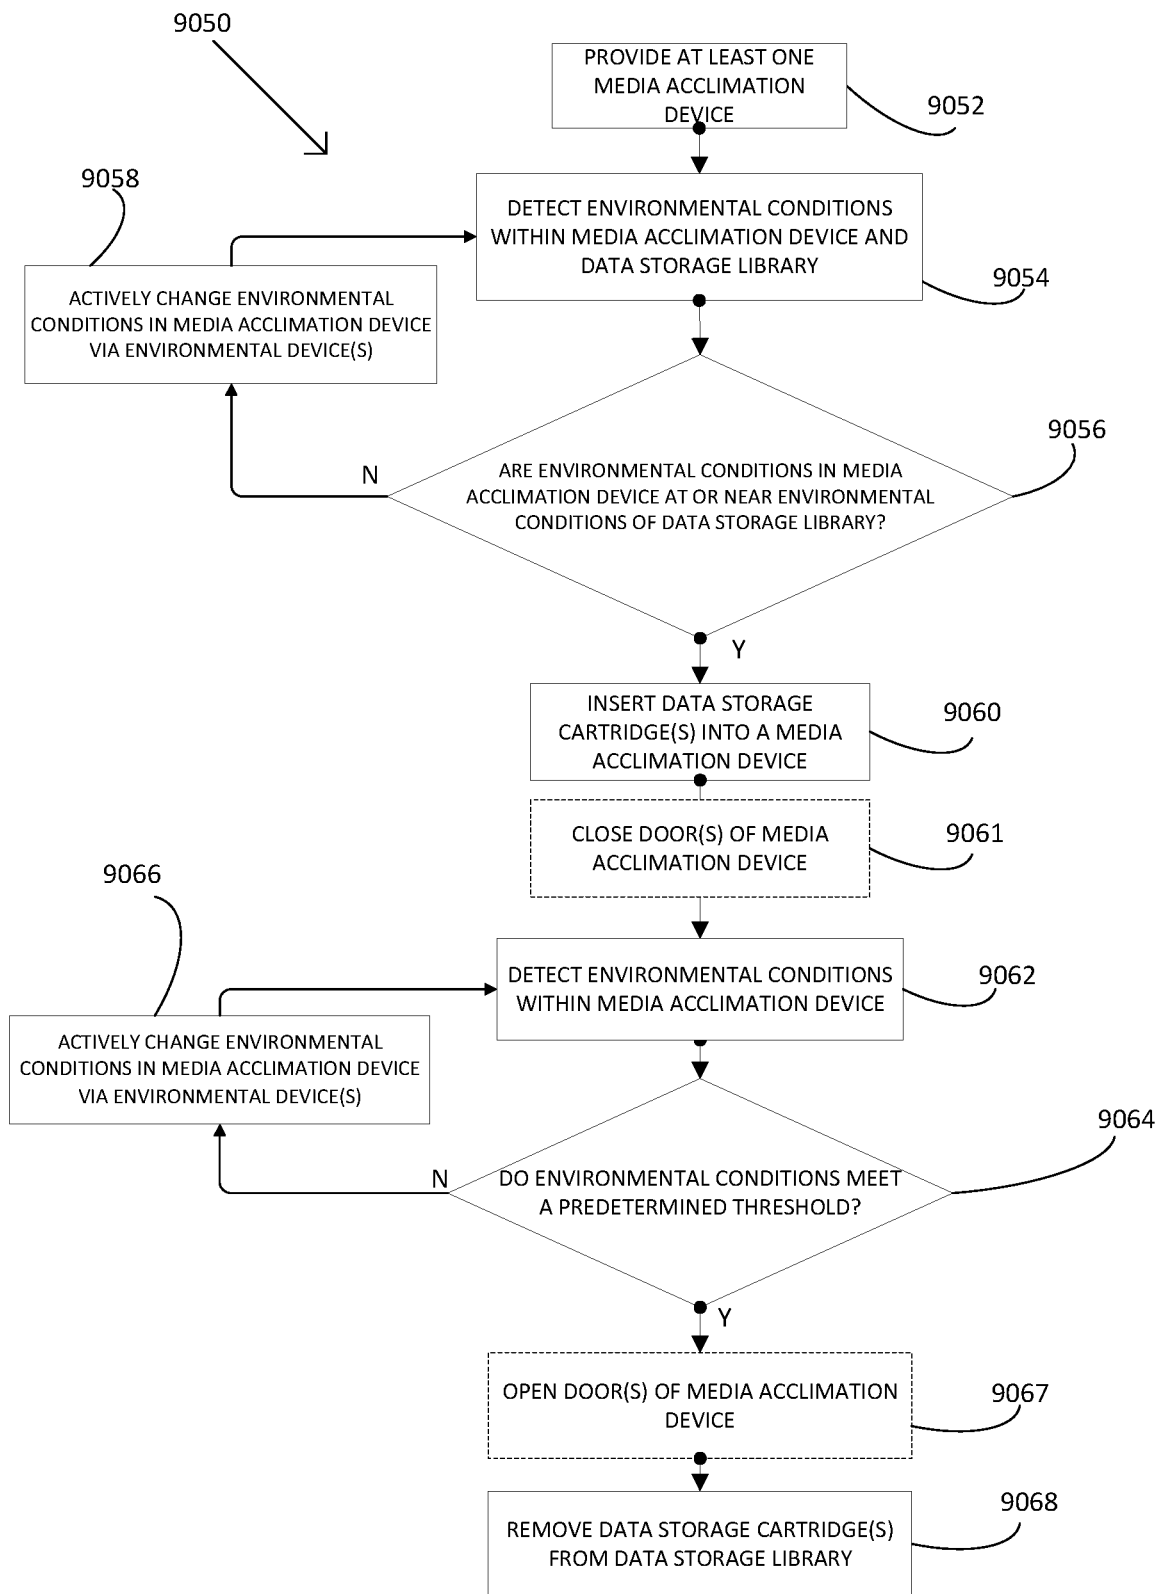 9050
PROVIDE AT LEAST ONE
MEDIA ACCLIMATION
DEVICE
9052
9058
DETECT ENVIRONMENTAL CONDITIONS
WITHIN MEDIA ACCLIMATION DEVICE AND
DATA STORAGE LIBRARY
9054
ACTIVELY CHANGE ENVIRONMENTAL
CONDITIONS IN MEDIA ACCLIMATION DEVICE
VIA ENVIRONMENTAL DEVICE(S)
9056
N
ARE ENVIRONMENTAL CONDITIONS IN MEDIA
ACCLIMATION DEVICE AT OR NEAR ENVIRONMENTAL
CONDITIONS OF DATA STORAGE LIBRARY?
Y
INSERT DATA STORAGE
CARTRIDGE(S) INTO A MEDIA
ACCLIMATION DEVICE
9060
CLOSE DOOR(S) OF MEDIA
ACCLIMATION DEVICE
9061
9066
DETECT ENVIRONMENTAL CONDITIONS
WITHIN MEDIA ACCLIMATION DEVICE
9062
ACTIVELY CHANGE ENVIRONMENTAL
CONDITIONS IN MEDIA ACCLIMATION DEVICE
VIA ENVIRONMENTAL DEVICE(S)
9064
N
DO ENVIRONMENTAL CONDITIONS MEET
A PREDETERMINED THRESHOLD?
Y
OPEN DOOR(S) OF MEDIA ACCLIMATION
DEVICE
9067
REMOVE DATA STORAGE CARTRIDGE(S)
FROM DATA STORAGE LIBRARY
9068